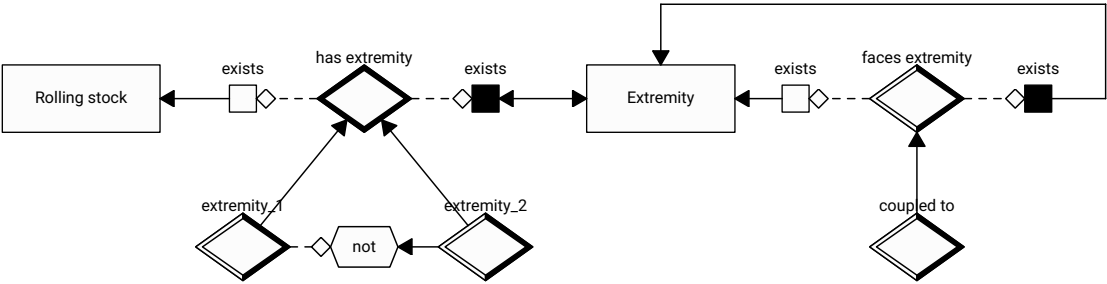 has extremity
faces extremity
exists
exists
exists
exists
Rolling stock
Extremity
extremity_1
extremity_2
coupled to
not